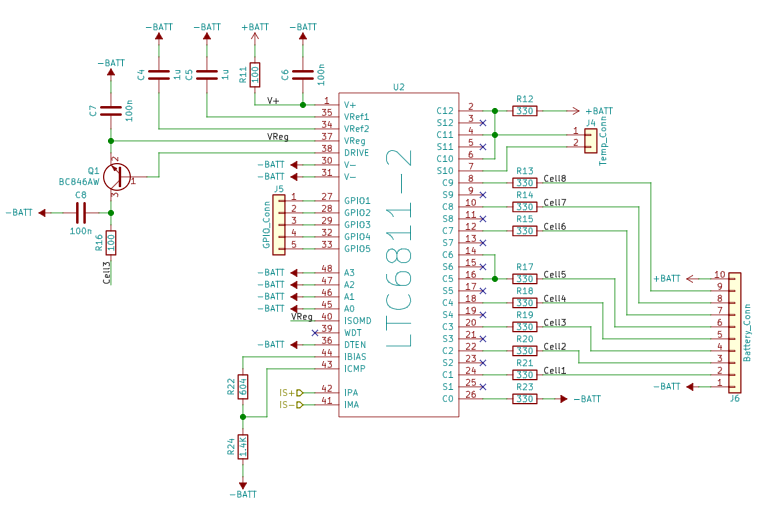 -BATT
-BATT
+BATT
-BATT
-BATT
C4
1u
C5
1u
R11
100
C6
100n
C7
100n
V+
VReg
U2
LTC6811-2
1 V+
35 VRef1
34 VRef2
37 VReg
38 DRIVE
30 V-
31 V-
27 GPIO1
28 GPIO2
29 GPIO3
32 GPIO4
33 GPIO5
48 A3
47 A2
46 A1
45 A0
40 ISOMD
39 WDT
36 DTEN
44 IBIAS
43 ICMP
42 IPA
41 IMA
C12 2
S12 3
C11 4
S11 5
C10 6
S10 7
C9 8
S9 9
C8 10
S8 11
C7 12
S7 13
C6 14
S6 15
C5 16
S5 17
C4 18
S4 19
C3 20
S3 21
C2 22
S2 23
C1 24
S1 25
C0 26
Q1
BC846AW
2
1
3
-BATT
C8
100n
R16
100
Cell3
-BATT
-BATT
J5
GPIO_Conn
1
2
3
4
5
-BATT
-BATT
-BATT
-BATT
VReg
-BATT
R22
604
IS+
IS-
R24
1.4K
-BATT
R12
330
+BATT
J4
1
2
Temp_Conn
R13
330
Cell8
R14
330
Cell7
R15
330
Cell6
R17
330
Cell5
R18
330
Cell4
R19
330
Cell3
R20
330
Cell2
R21
330
Cell1
R23
330
-BATT
+BATT
-BATT
10
9
8
7
6
5
4
3
2
1
Battery_Conn
J6